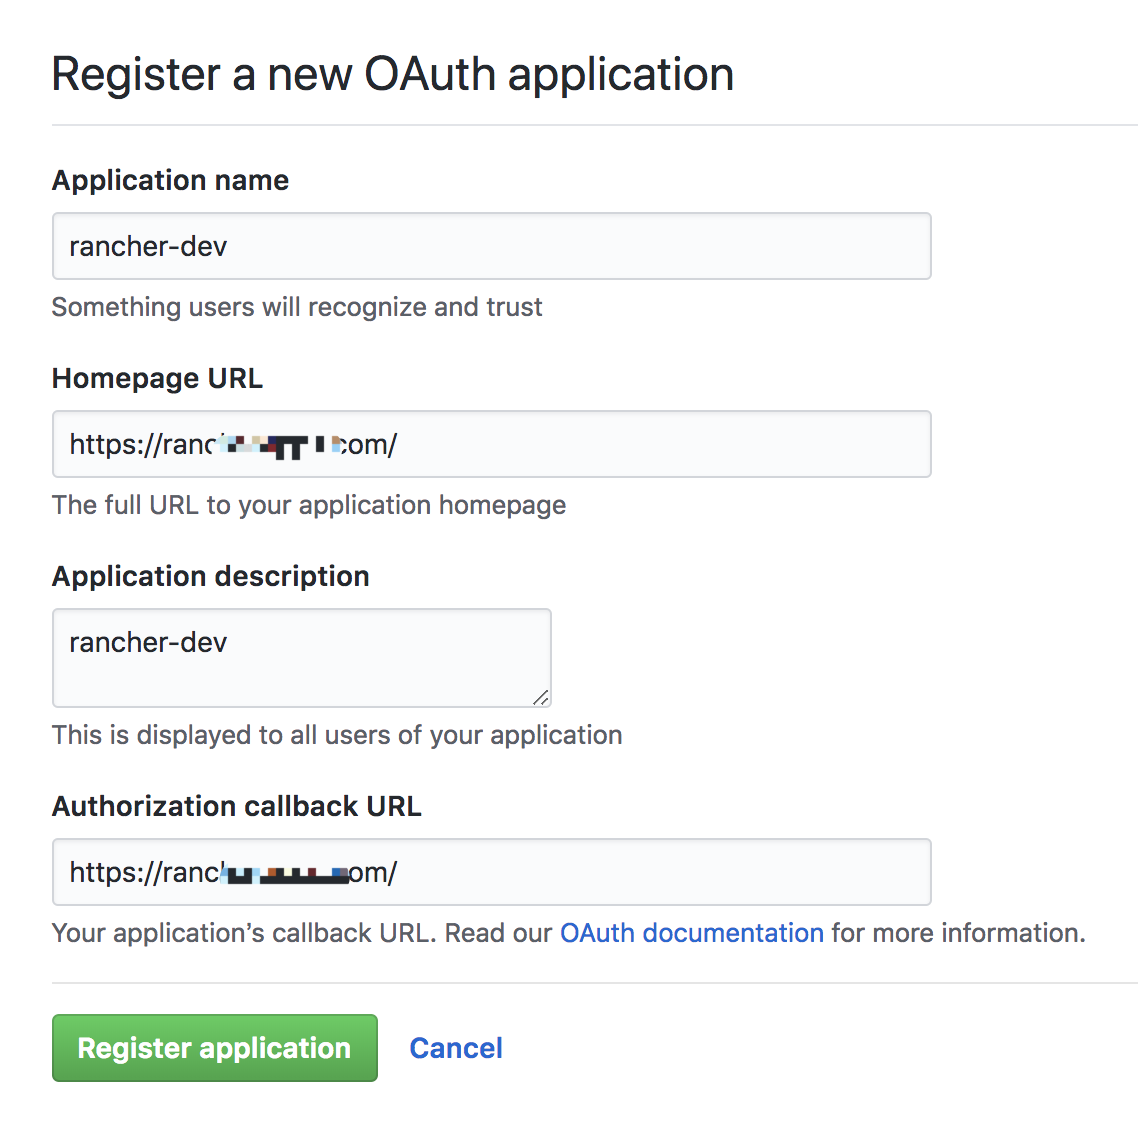 Register a new OAuth application
Application name
rancher-dev
Something users will recognize and trust
Homepage URL
https://ranc com/
The full URL to your application homepage
Application description
rancher-dev
This is displayed to all users of your application
Authorization callback URL
https://ranc om/
Your application’s callback URL. Read our OAuth documentation for more information.
Register application Cancel